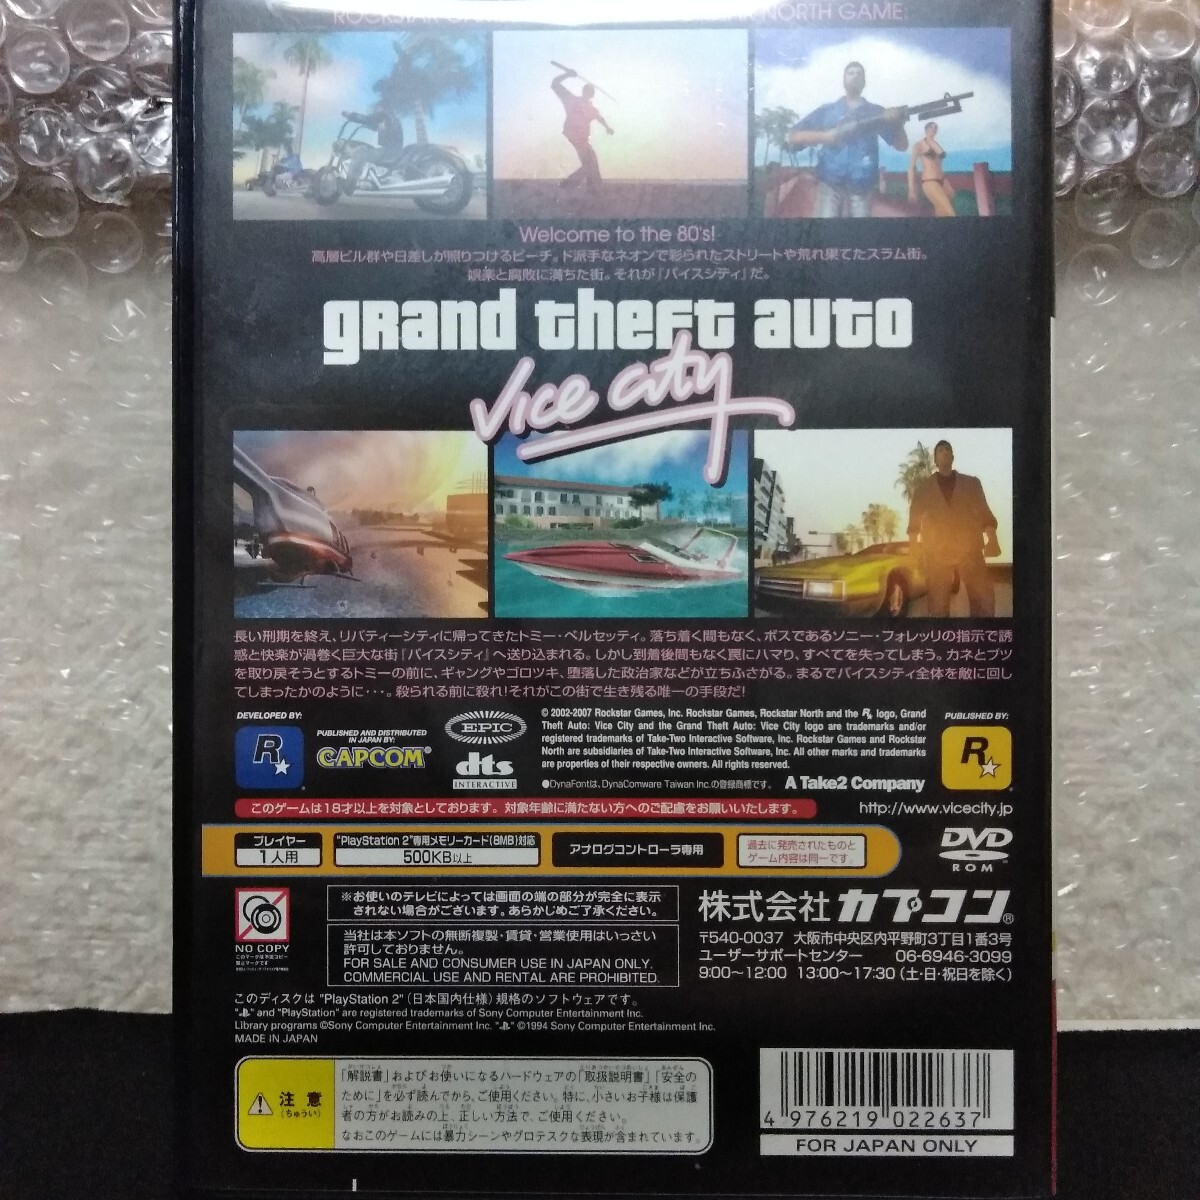 NORTH GAME.
Welcome to the 80's!
高層ビル群や日差しが照りつけるビーチ。ド派手なネオンで彩られたストリートや荒れ果てたスラム街。
娯楽と腐敗に満ちた街。それが『バイスシティ』だ。
grand theft auto
Vice City
長い刑期を終え、リバティーシティに帰ってきたトミー・ベルセッティ。落ち着く間もなく、ボスであるソニー・フォレッリの指示で誘
惑と快楽が渦巻く巨大な街『バイスシティ』へ送り込まれる。しかし到着後間もなく罠にハマり、すべてを失ってしまう。カネとブツ
を取り戻そうとするトミーの前に、ギャングやゴロツキ、堕落した政治家などが立ちふさがる。まるでバイスシティ全体を敵に回し
てしまったかのように・・・。殺られる前に殺れ!それがこの街で生き残る唯一の手段だ!
DEVELOPED BY:
R
PUBLISHED AND DISTRIBUTED
IN JAPAN BY:
CAPCOM
EPIC
dts
INTERACTIVE
© 2002-2007 Rockstar Games, Inc. Rockstar Games, Rockstar North and the R logo, Grand
Theft Auto: Vice City and the Grand Theft Auto: Vice City logo are trademarks and/or
registered trademarks of Take-Two Interactive Software, Inc. Rockstar Games and Rockstar
North are subsidiaries of Take-Two Interactive Software, Inc. All other marks and trademarks
are properties of their respective owners. All rights reserved.
●DynaFontは、DynaComware Taiwan Inc.の登録商標です。
A Take2 Company
PUBLISHED BY:
R
このゲームは18才以上を対象としております。対象年齢に満たない方へのご配慮をお願いいたします。
http://www.vicecity.jp
プレイヤー
1人用
"PlayStation 2"専用メモリーカード(8MB)対応
500KB以上
アナログコントローラ専用
過去に発売されたものと
ゲーム内容は同一です。
DVD
ROM
NO COPY
※お使いのテレビによっては画面の端の部分が完全に表示
されない場合がございます。あらかじめご了承ください。
当社は本ソフトの無断複製・賃貸・営業使用はいっさい
許可しておりません。
FOR SALE AND CONSUMER USE IN JAPAN ONLY.
COMMERCIAL USE AND RENTAL ARE PROHIBITED.
株式会社 カプコン®
〒540-0037 大阪市中央区内平野町3丁目1番3号
ユーザーサポートセンター 06-6946-3099
9:00〜12:00 13:00〜17:30 (土・日・祝日を除く)
このディスクは "PlayStation 2" (日本国内仕様) 規格のソフトウェアです。
" " and "PlayStation" are registered trademarks of Sony Computer Entertainment Inc.
Library programs ©Sony Computer Entertainment Inc. " " ©1994 Sony Computer Entertainment Inc.
MADE IN JAPAN
注意
(ちゅうい)
「解説書」およびお使いになるハードウェアの「取扱説明書」「安全の
ために」を必ず読んでから、ご使用ください。特に、小さいお子様は保護
者の方がお読みの上、正しい方法で、ご使用ください。
なおこのゲームには暴力シーンやグロテスクな表現が含まれています。
4 976219 022637
FOR JAPAN ONLY